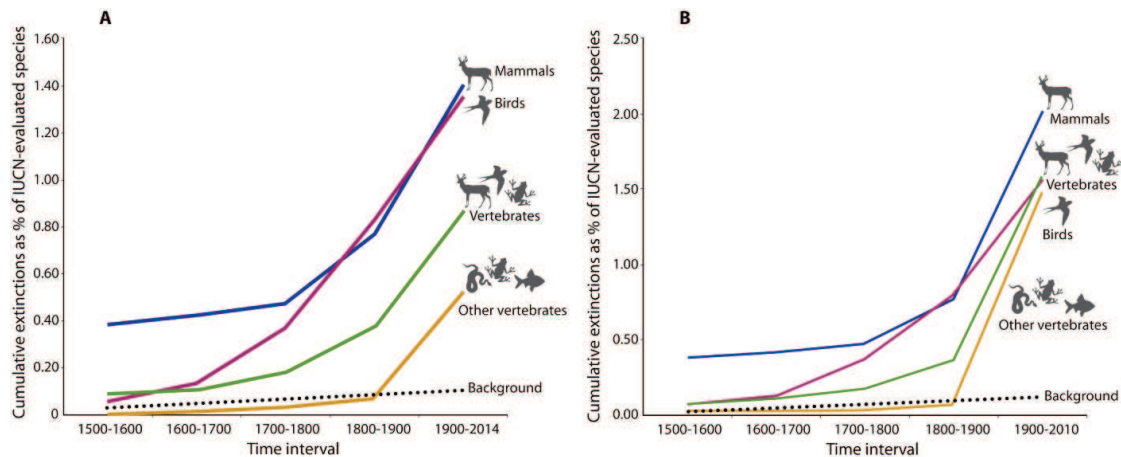 A
Cumulative extinctions as % of IUCN-evaluated species
1.60
1.40
1.20
1.00
0.80
0.60
0.40
0.20
0
Mammals
Birds
Vertebrates
Other vertebrates
Background
1500-1600 1600-1700 1700-1800 1800-1900 1900-2014
Time interval
B
Cumulative extinctions as % of IUCN-evaluated species
2.50
2.00
1.50
1.00
0.50
0.00
Mammals
Vertebrates
Birds
Other vertebrates
Background
1500-1600 1600-1700 1700-1800 1800-1900 1900-2010
Time interval